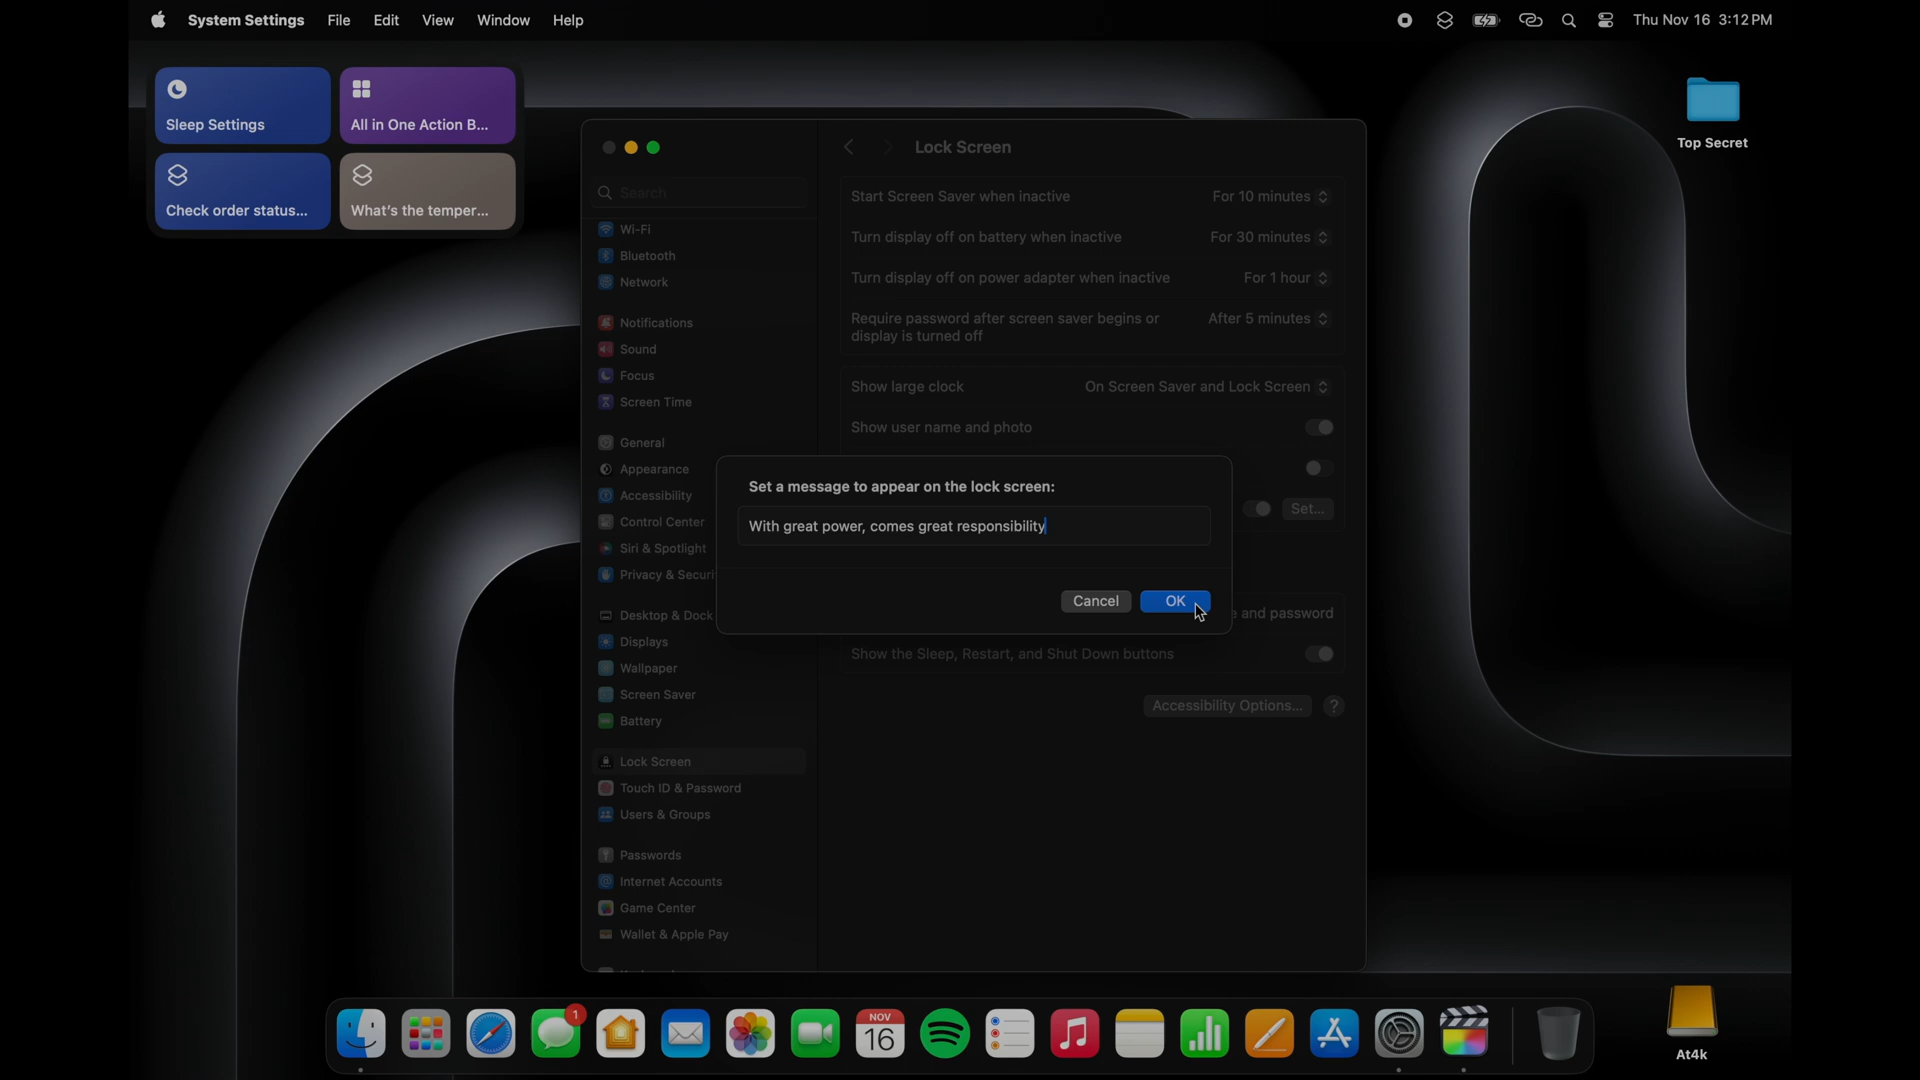 System Settings File Edit View Window Help
Thu Nov 16 3:12 PM
Sleep Settings
All in One Action B...
Check order status...
What's the temper...
Top Secret
Lock Screen
Search
Wi-Fi
Bluetooth
Network
Notifications
Sound
Focus
Screen Time
General
Appearance
Accessibility
Control Center
Siri & Spotlight
Privacy & Securi
Desktop & Dock
Displays
Wallpaper
Screen Saver
Battery
Lock Screen
Touch ID & Password
Users & Groups
Passwords
Internet Accounts
Game Center
Wallet & Apple Pay
Start Screen Saver when inactive For 10 minutes
Turn display off on battery when inactive For 30 minutes
Turn display off on power adapter when inactive For 1 hour
Require password after screen saver begins or After 5 minutes
display is turned off
Show large clock On Screen Saver and Lock Screen
Show user name and photo
Set...
Set a message to appear on the lock screen:
With great power, comes great responsibility
Cancel OK
and password
Show the Sleep, Restart, and Shut Down buttons
Accessibility Options... ?
1
NOV
16
At4k